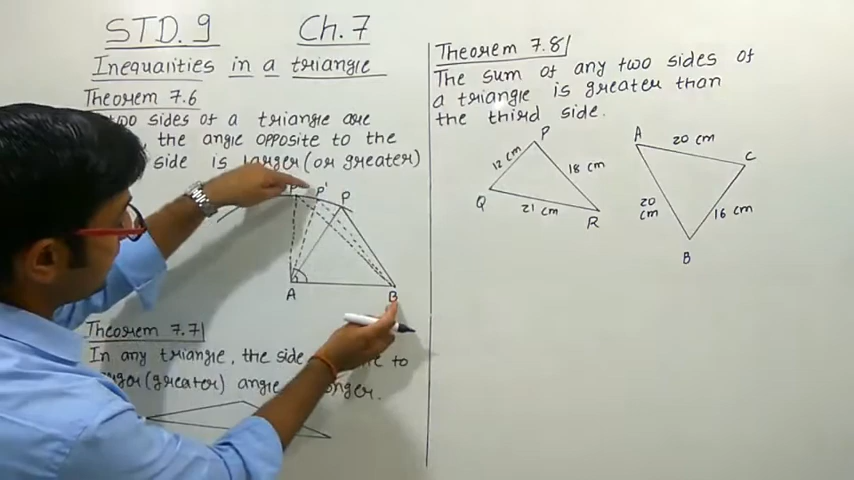 STD. 9 Ch. 7
Inequalities in a triangle
Theorem 7.6
two sides of a triangle are
the angle opposite to the
side is larger (or greater)
P' P
A B
Theorem 7.7
In any triangle, the side to
(greater) angle
Theorem 7.8
The sum of any two sides of
a triangle is greater than
the third side.
P
12 cm 18 cm
Q 21 cm R
A 20 cm C
20 cm 16 cm
B